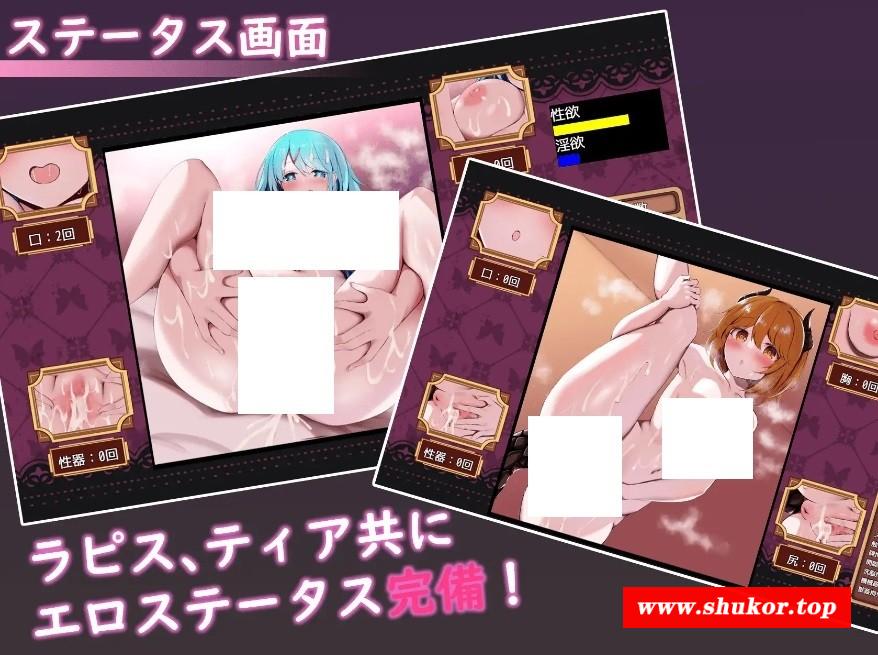 ステータス画面
性欲
淫欲
口：2回
口：0回
性器：0回
性器：0回
胸：0回
尻：0回
ラピス、ティア共に
エロステータス完備！
www.shukor.top